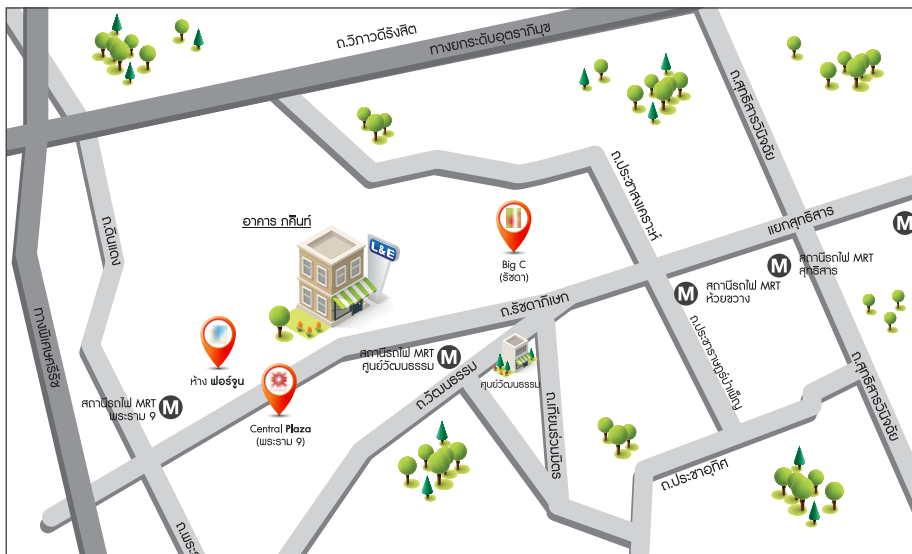 ถ.วิภาวดีรังสิต
ทางยกระดับอุตราภิมุข
ถ.สุทธิสารวินิจฉัย
ถ.ประชาสงเคราะห์
แยกสุทธิสาร
M
สถานีรถไฟ MRT
สุทธิสาร
M
อาคาร ภคินท์
L&E
Big C
(รัชดา)
ถ.ดินแดง
สถานีรถไฟ MRT
ห้วยขวาง
M
ถ.รัชดาภิเษก
ทางพิเศษศรีรัช
ห้าง ฟอร์จูน
สถานีรถไฟ MRT
ศูนย์วัฒนธรรม
M
ศูนย์วัฒนธรรม
ถ.วัฒนธรรม
ถ.เทียนร่วมมิตร
ถ.ประชาราษฎร์บำเพ็ญ
ถ.สุทธิสารวินิจฉัย
สถานีรถไฟ MRT
พระราม 9
M
Central Plaza
(พระราม 9)
ถ.ประชาอุทิศ